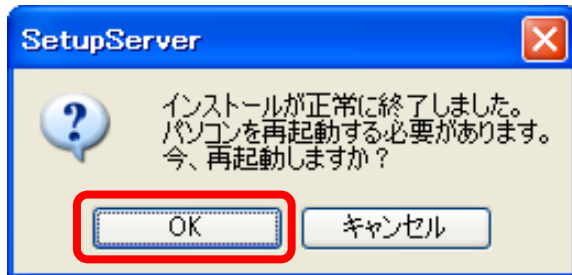 SetupServer
インストールが正常に終了しました。
パソコンを再起動する必要があります。
今、再起動しますか？
OK
キャンセル